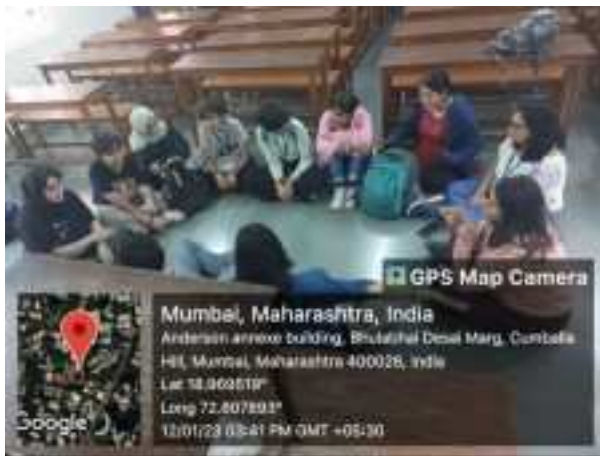 GPS Map Camera
Mumbai, Maharashtra, India
Anderson annexe building, Bhulabhai Desai Marg, Cumballa
Hill, Mumbai, Maharashtra 400026, India
Lat 18.969519°
Long 72.807893°
12/01/23 03:41 PM GMT +05:30
Google